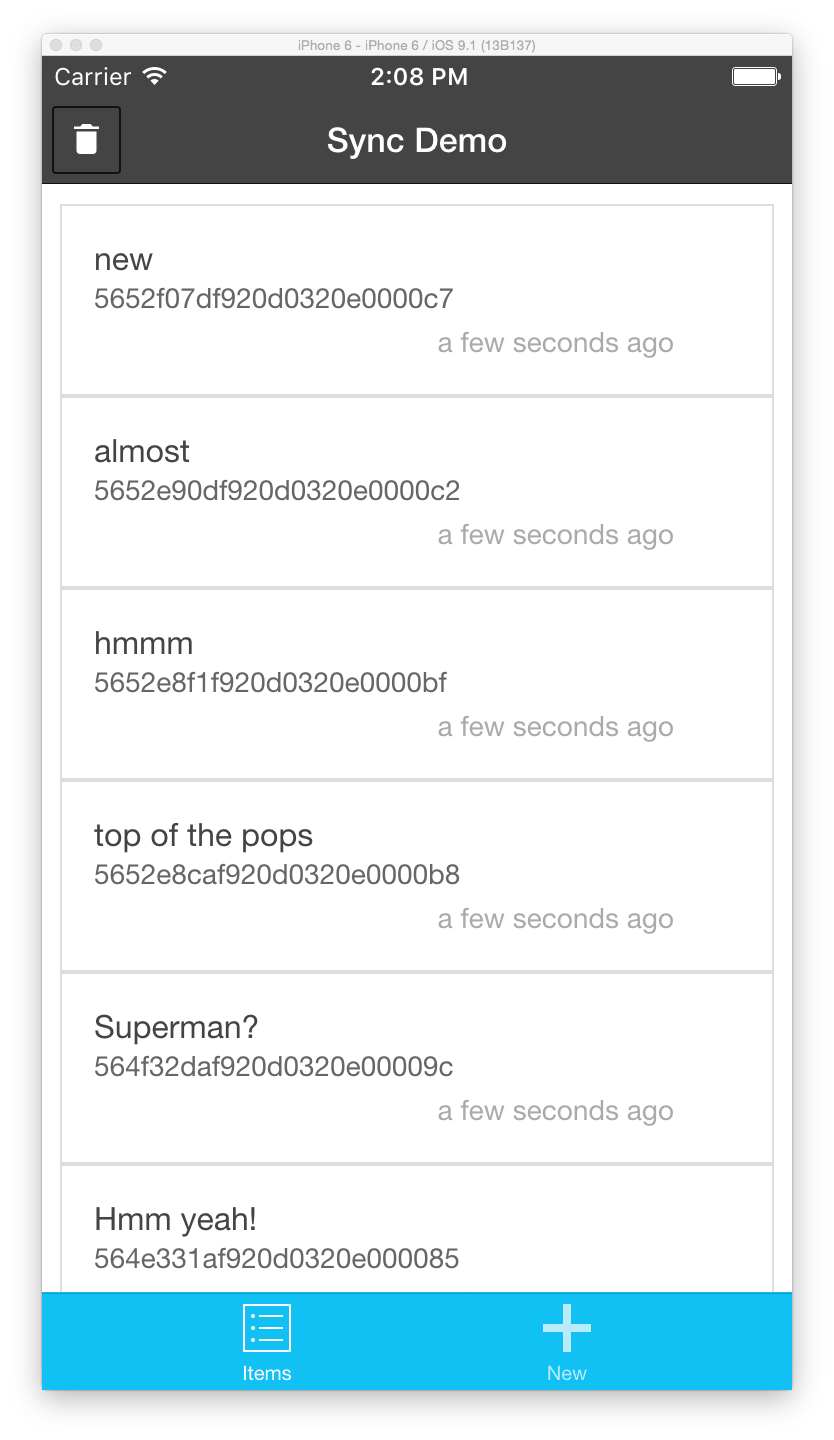 iPhone 6 - iPhone 6 / iOS 9.1 (13B137)
Carrier 2:08 PM
Sync Demo
new
5652f07df920d0320e0000c7
a few seconds ago
almost
5652e90df920d0320e0000c2
a few seconds ago
hmmm
5652e8f1f920d0320e0000bf
a few seconds ago
top of the pops
5652e8caf920d0320e0000b8
a few seconds ago
Superman?
564f32daf920d0320e00009c
a few seconds ago
Hmm yeah!
564e331af920d0320e000085
Items New